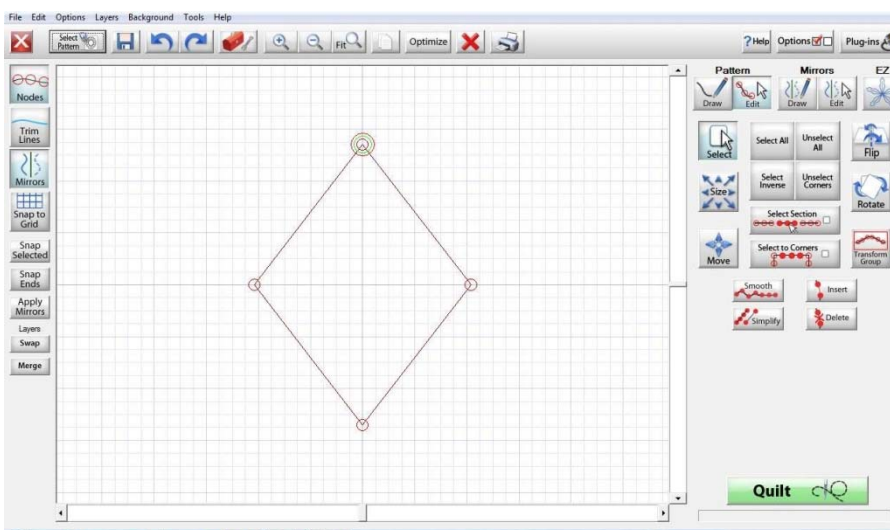 File Edit Options Layers Background Tools Help
Select Pattern
Fit
Optimize
?Help
Options
Plug-ins
Nodes
Trim
Lines
Mirrors
Snap to
Grid
Snap
Selected
Snap
Ends
Apply
Mirrors
Layers
Swap
Merge
Pattern Mirrors EZ
Draw Edit Draw Edit
Select
Select All
Unselect
All
Flip
Size
Select
Inverse
Unselect
Corners
Rotate
Select Section
Move
Select to Corners
Transform
Group
Smooth
Insert
Simplify
Delete
Quilt